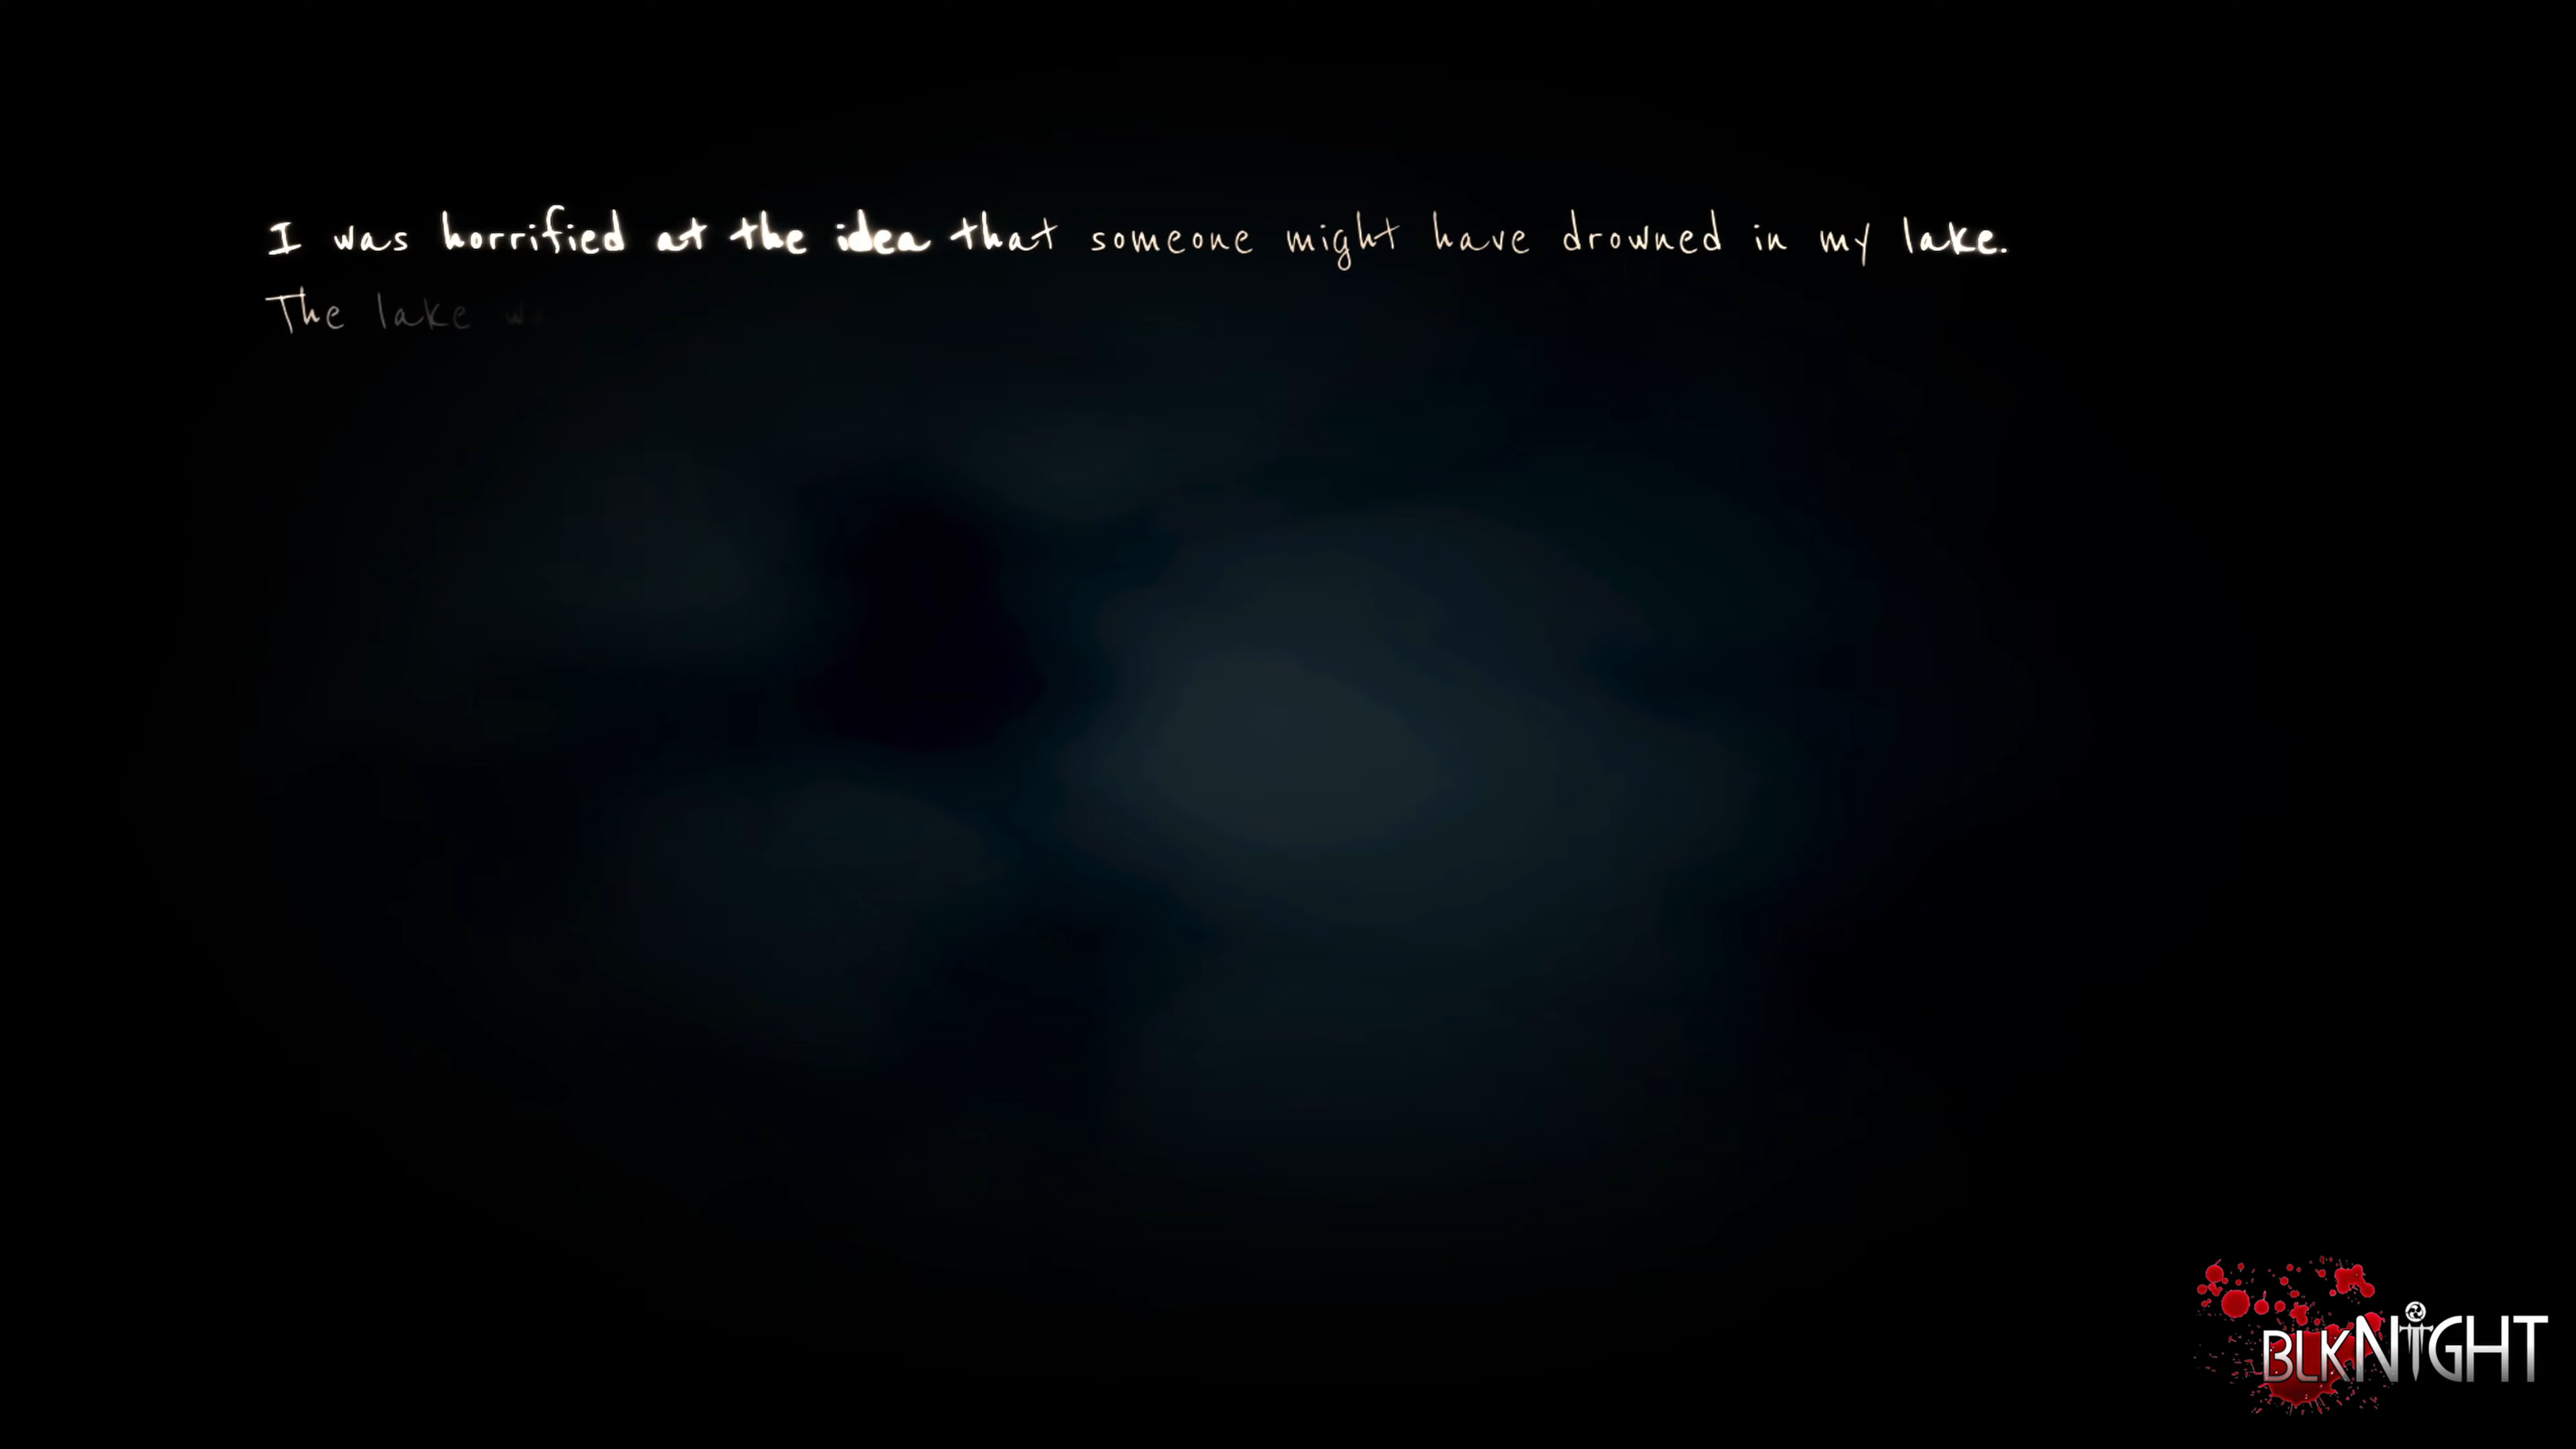 I was horrified at the idea that someone might have drowned in my lake.
The lake
BLKNIGHT